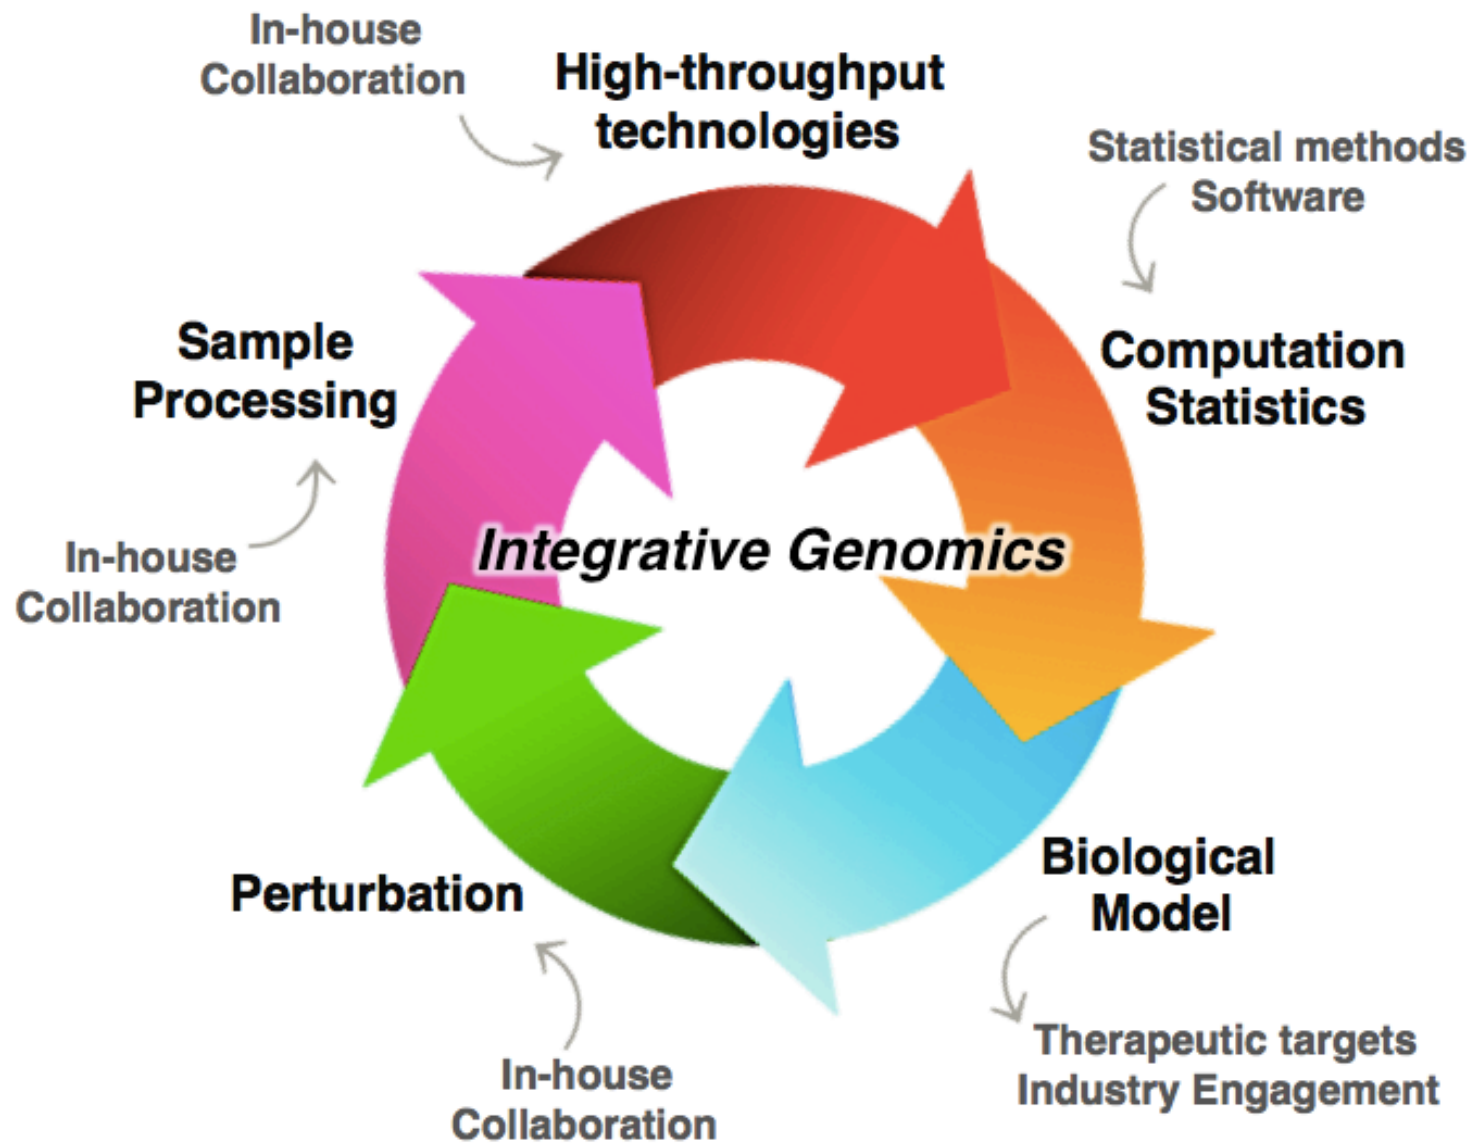 In-house
Collaboration
High-throughput
technologies
Statistical methods
Software
Computation
Statistics
Sample
Processing
In-house
Collaboration
Integrative Genomics
Biological
Model
Therapeutic targets
Industry Engagement
Perturbation
In-house
Collaboration